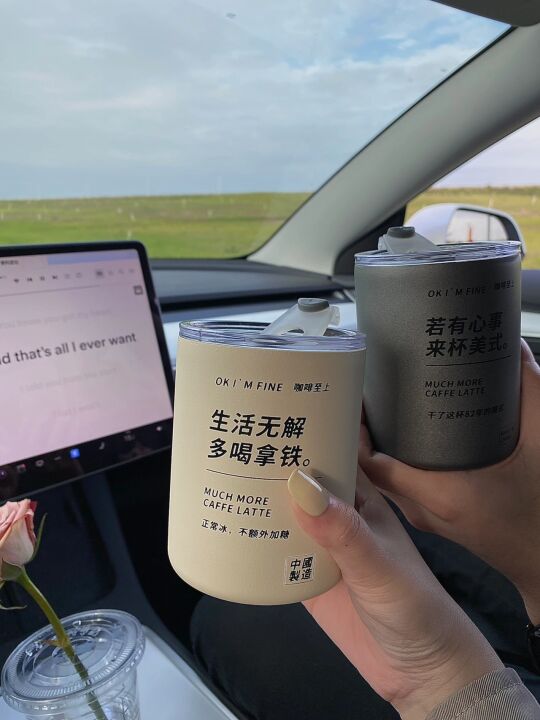 d that's all I ever want
OK I'M FINE 咖啡至上
生活无解
多喝拿铁。
MUCH MORE
CAFFE LATTE
正常冰，不额外加糖
中國
製造
OK I'M FINE 咖啡至上
若有心事
来杯美式。
MUCH MORE
CAFFE LATTE
干了这杯82年的美式